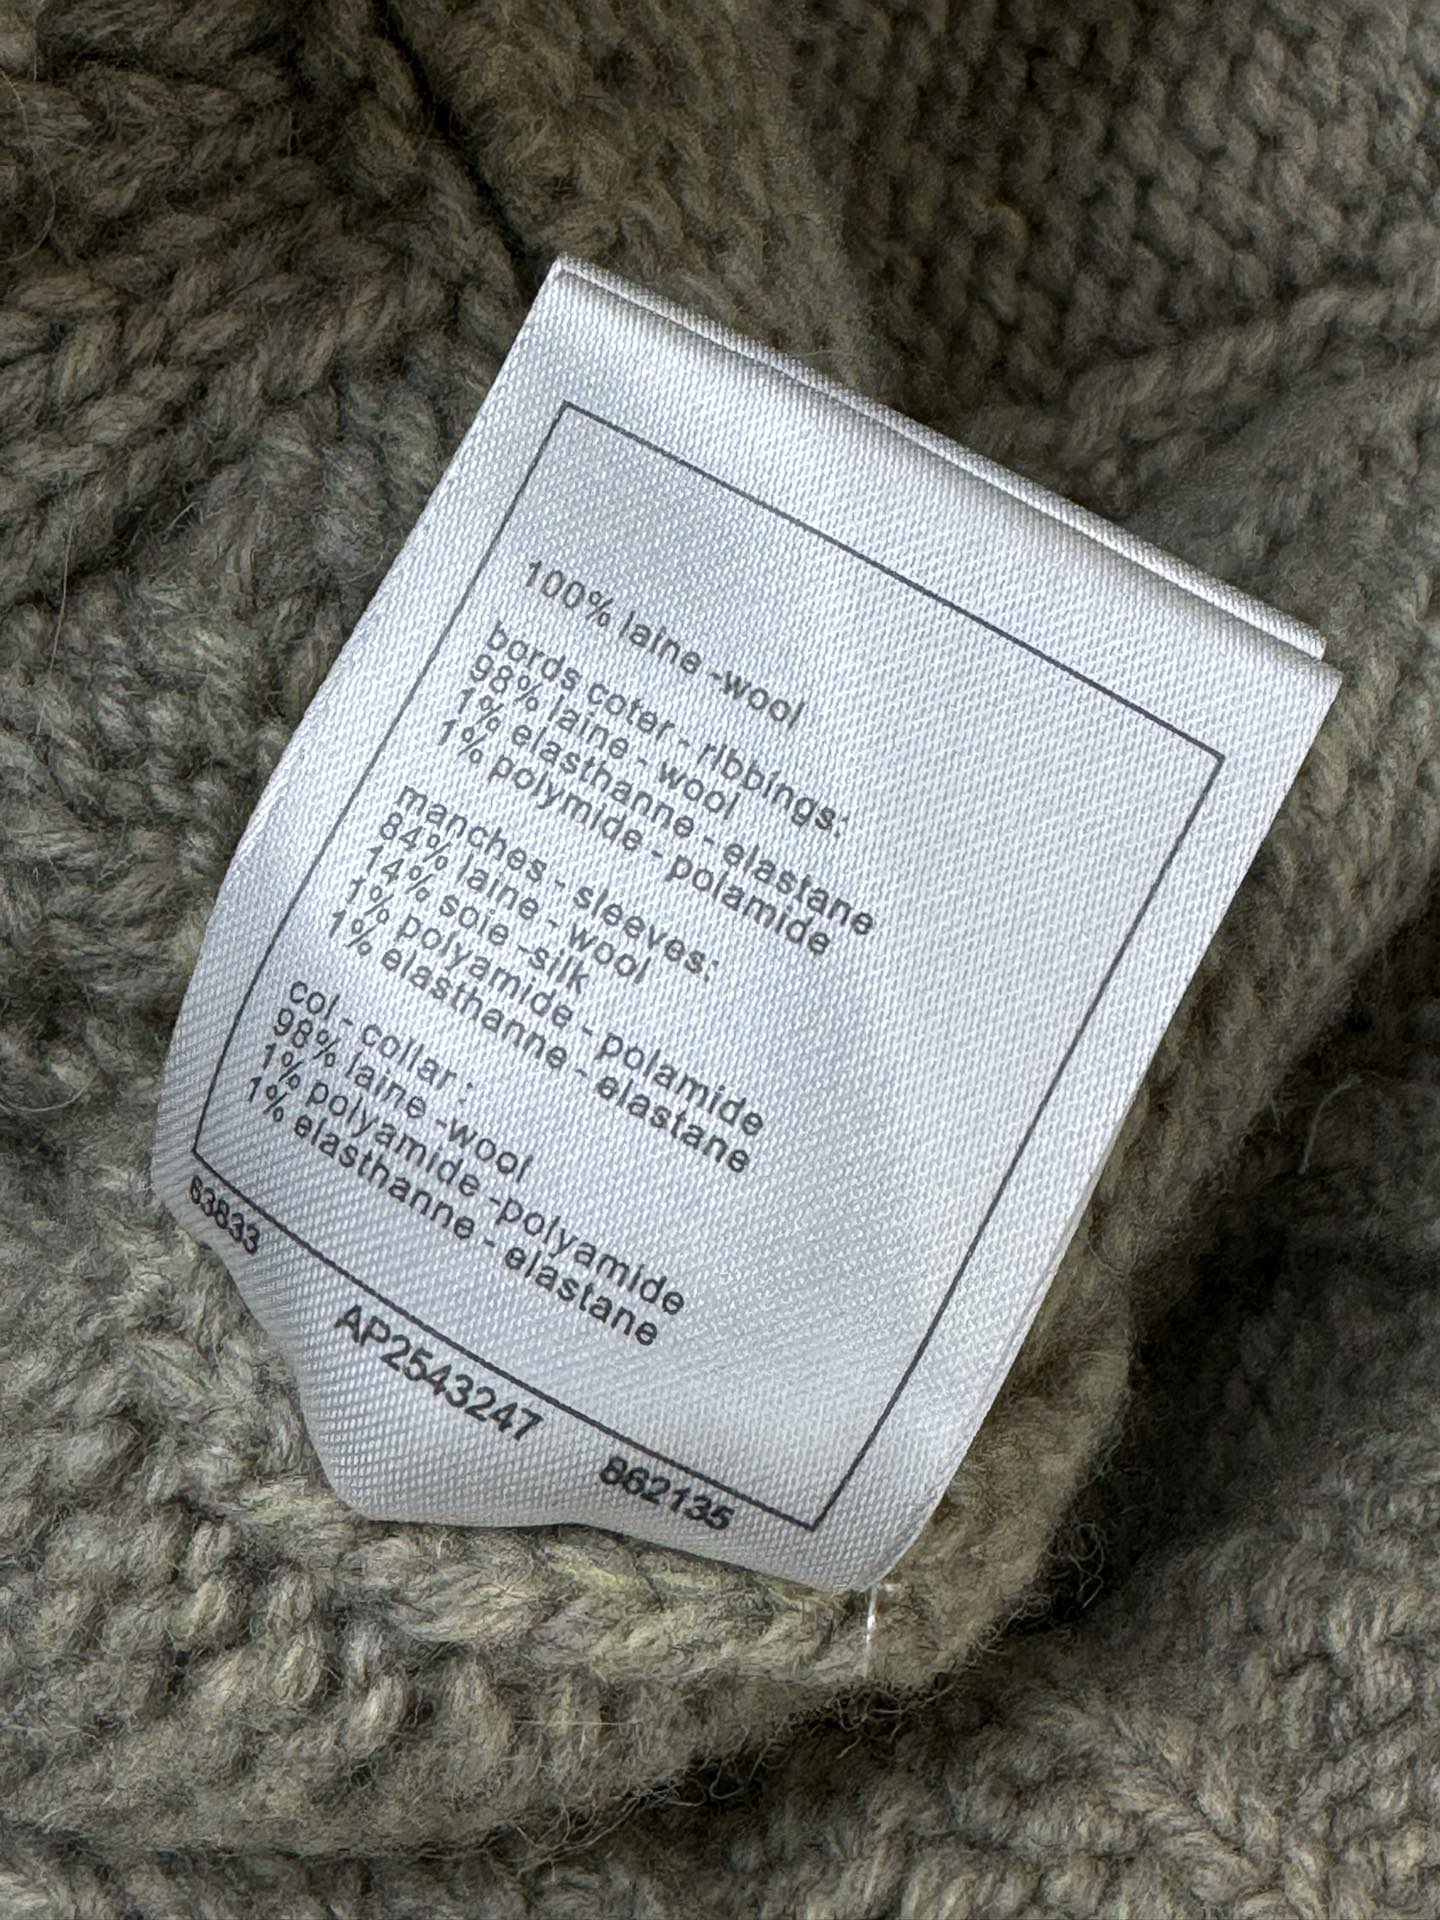 100% laine -wool
bords coter - ribbings:
98% laine - wool
1% elasthanne - elastane
1% polymide - polamide
manches - sleeves:
84% laine - wool
14% soie -silk
1% polyamide - polamide
1% elasthanne - elastane
col - collar :
98% laine -wool
1% polyamide -polyamide
1% elasthanne - elastane
63833 AP2543247 862135